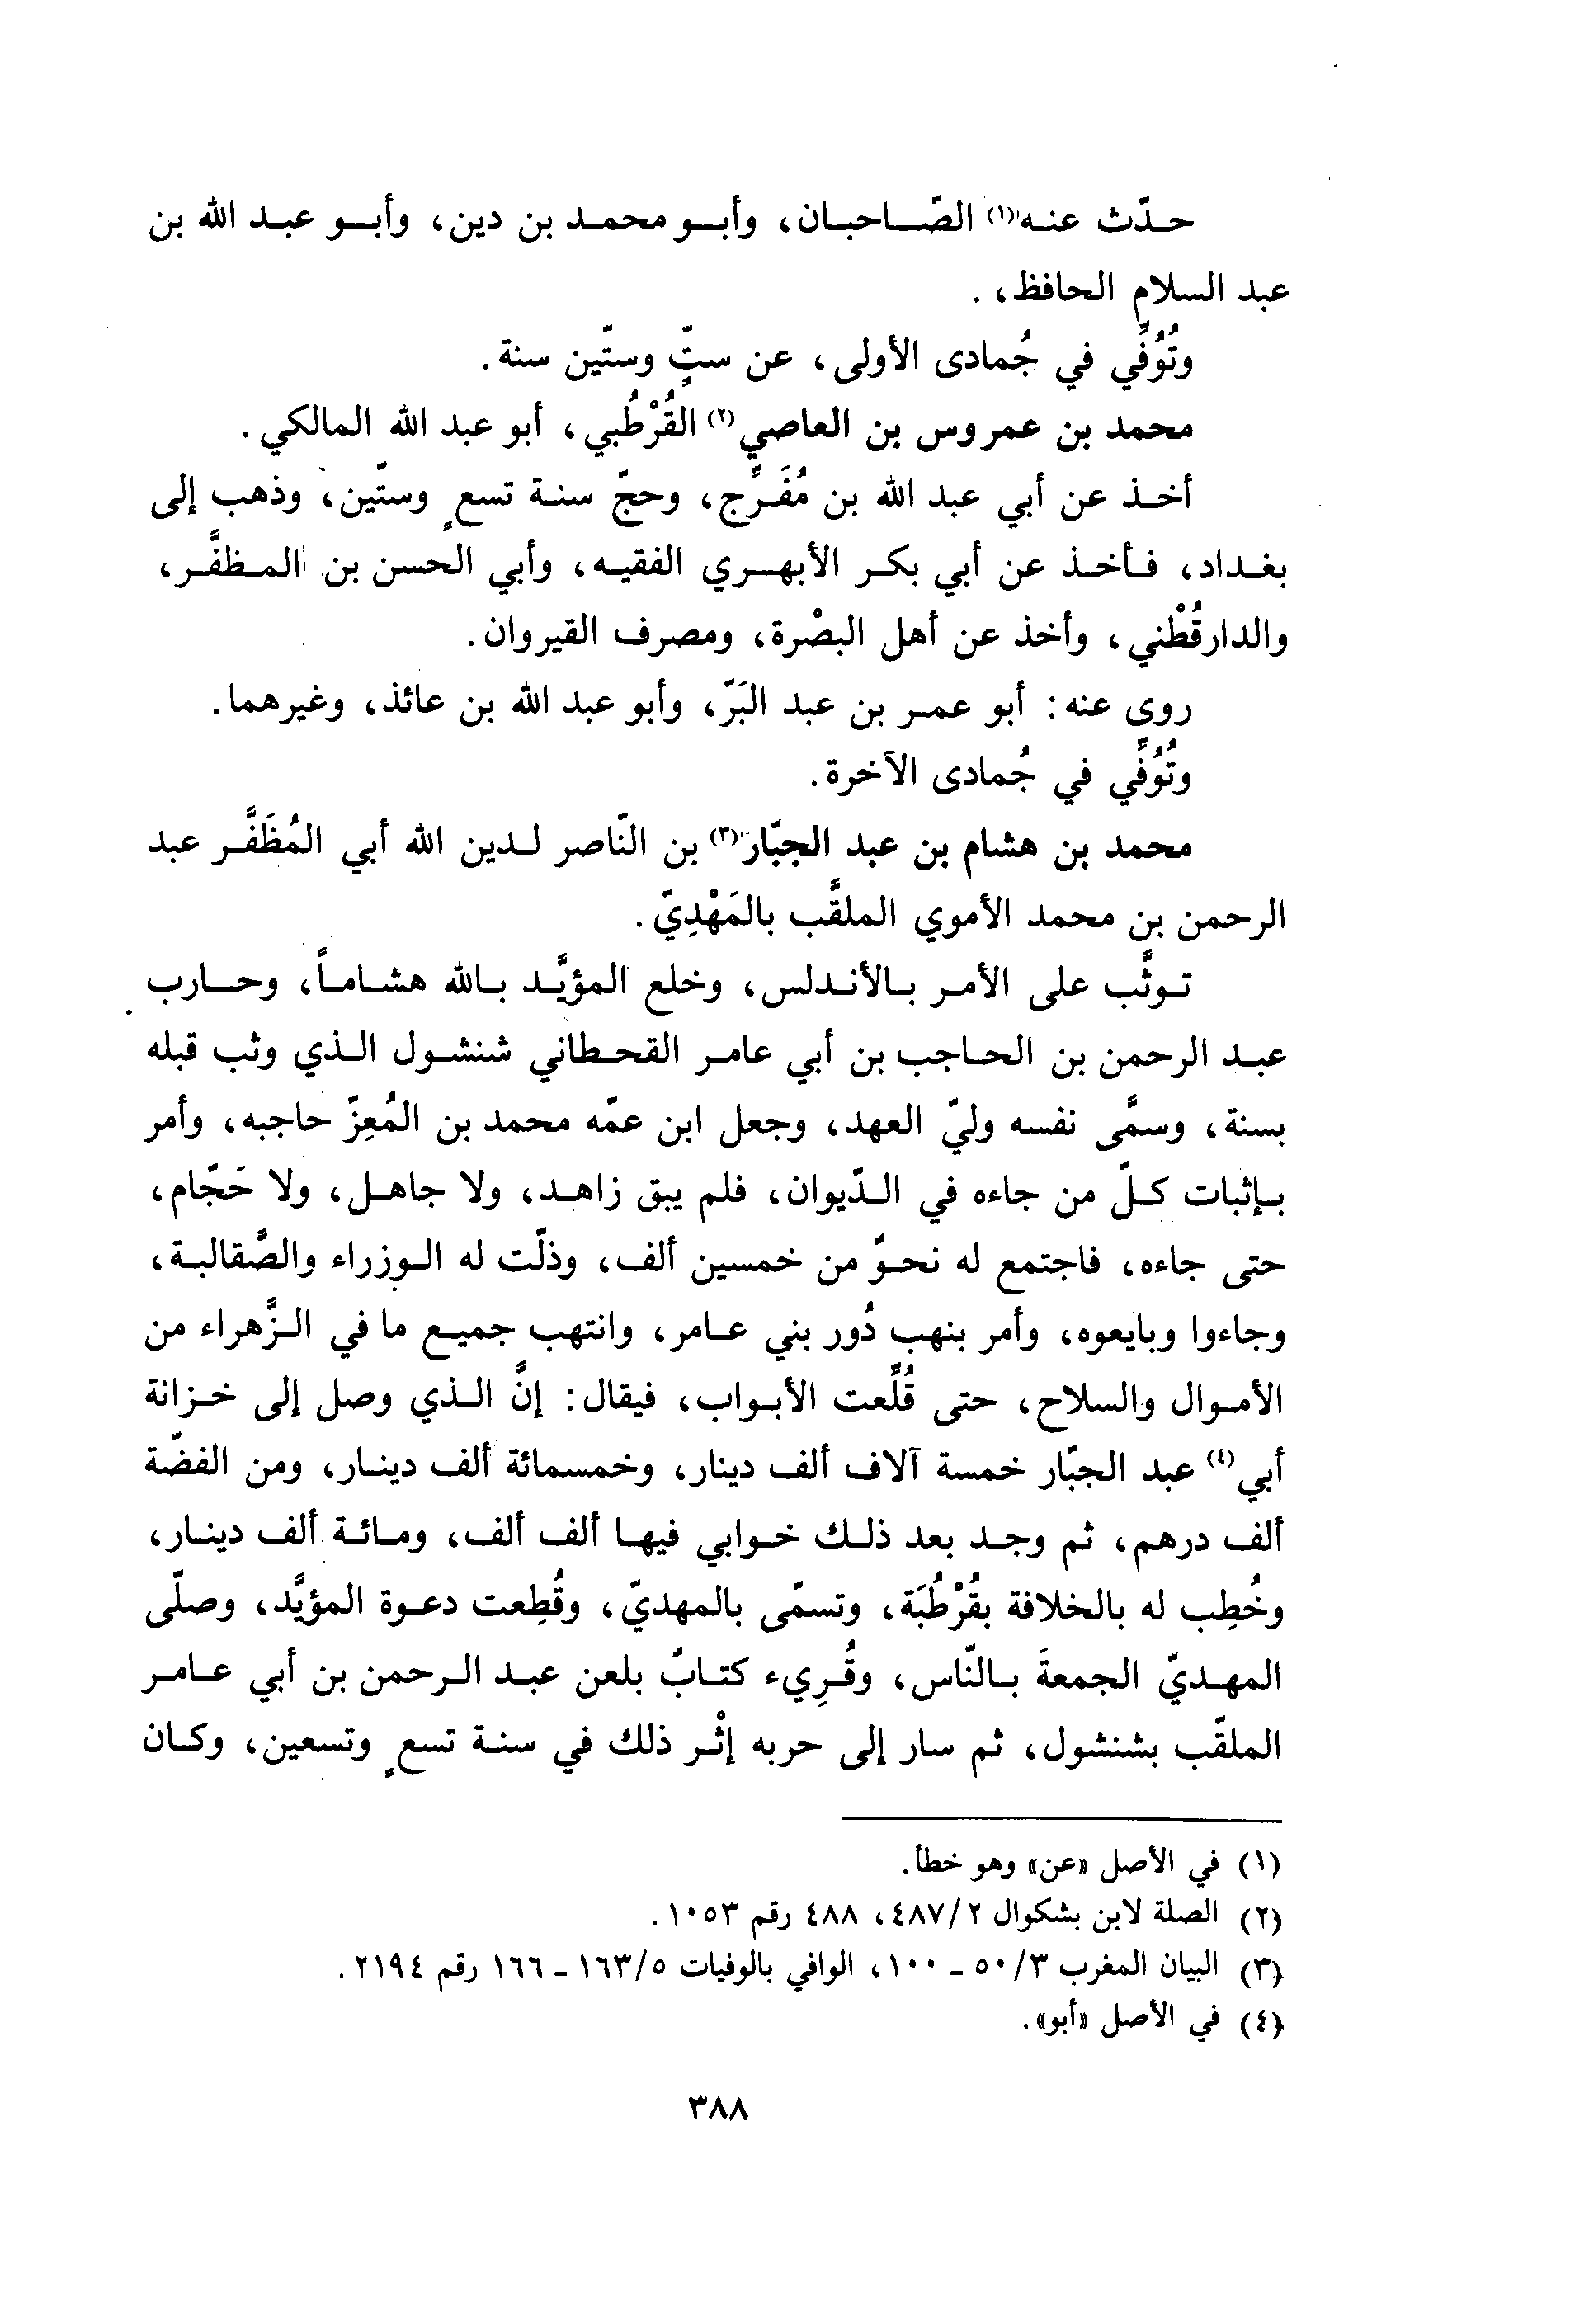 حدّث عنه(١) الصّاحبان، وأبو محمد بن دين، وأبو عبد الله بن
عبد السلام الحافظ، .
وتُوُفِّي في جُمادى الأولى، عن ستٍّ وستّين سنة.
محمد بن عمروس بن العاصي(٢) القُرْطُبي، أبو عبد الله المالكي.
أخذ عن أبي عبد الله بن مُفَرِّج، وحجّ سنة تسعٍ وستّين، وذهب إلى
بغداد، فأخذ عن أبي بكر الأبهري الفقيه، وأبي الحسن بن المظفَّر،
والدارقُطْني، وأخذ عن أهل البصْرة، ومصرف القيروان.
روى عنه: أبو عمر بن عبد البَرّ، وأبو عبد الله بن عائذ، وغيرهما.
وتُوُفِّي في جُمادى الآخرة.
محمد بن هشام بن عبد الجبّار(٣) بن النّاصر لدين الله أبي المُظَفَّر عبد
الرحمن بن محمد الأموي الملقَّب بالمَهْدِيّ.
توثَّب على الأمر بالأندلس، وخلع المؤيَّد بالله هشاماً، وحارب
عبد الرحمن بن الحاجب بن أبي عامر القحطاني شنشول الذي وثب قبله
بسنة، وسمَّى نفسه وليّ العهد، وجعل ابن عمّه محمد بن المُعِزّ حاجبه، وأمر
بإثبات كلّ من جاءه في الدّيوان، فلم يبق زاهد، ولا جاهل، ولا حَجّام،
حتى جاءه، فاجتمع له نحوٌ من خمسين ألف، وذلّت له الوزراء والصَّقالبة،
وجاءوا وبايعوه، وأمر بنهب دُور بني عامر، وانتهب جميع ما في الزَّهراء من
الأموال والسلاح، حتى قُلِّعت الأبواب، فيقال: إنَّ الذي وصل إلى خزانة
أبي(٤) عبد الجبّار خمسة آلاف ألف دينار، وخمسمائة ألف دينار، ومن الفضّة
ألف درهم، ثم وجد بعد ذلك خوابي فيها ألف ألف، ومائة ألف دينار،
وخُطِب له بالخلافة بقُرْطُبَة، وتسمّى بالمهديّ، وقُطِعت دعوة المؤيَّد، وصلّى
المهديّ الجمعةَ بالنّاس، وقُرِيء كتابٌ بلعن عبد الرحمن بن أبي عامر
الملقّب بشنشول، ثم سار إلى حربه إثْر ذلك في سنة تسعٍ وتسعين، وكان
(١) في الأصل «عن» وهو خطأ.
(٢) الصلة لابن بشكوال ٢/ ٤٨٧، ٤٨٨ رقم ١٠٥٣.
(٣) البيان المغرب ٣/ ٥٠ ـ ١٠٠، الوافي بالوفيات ٥/ ١٦٣ ـ ١٦٦ رقم ٢١٩٤.
(٤) في الأصل «أبو».
٣٨٨